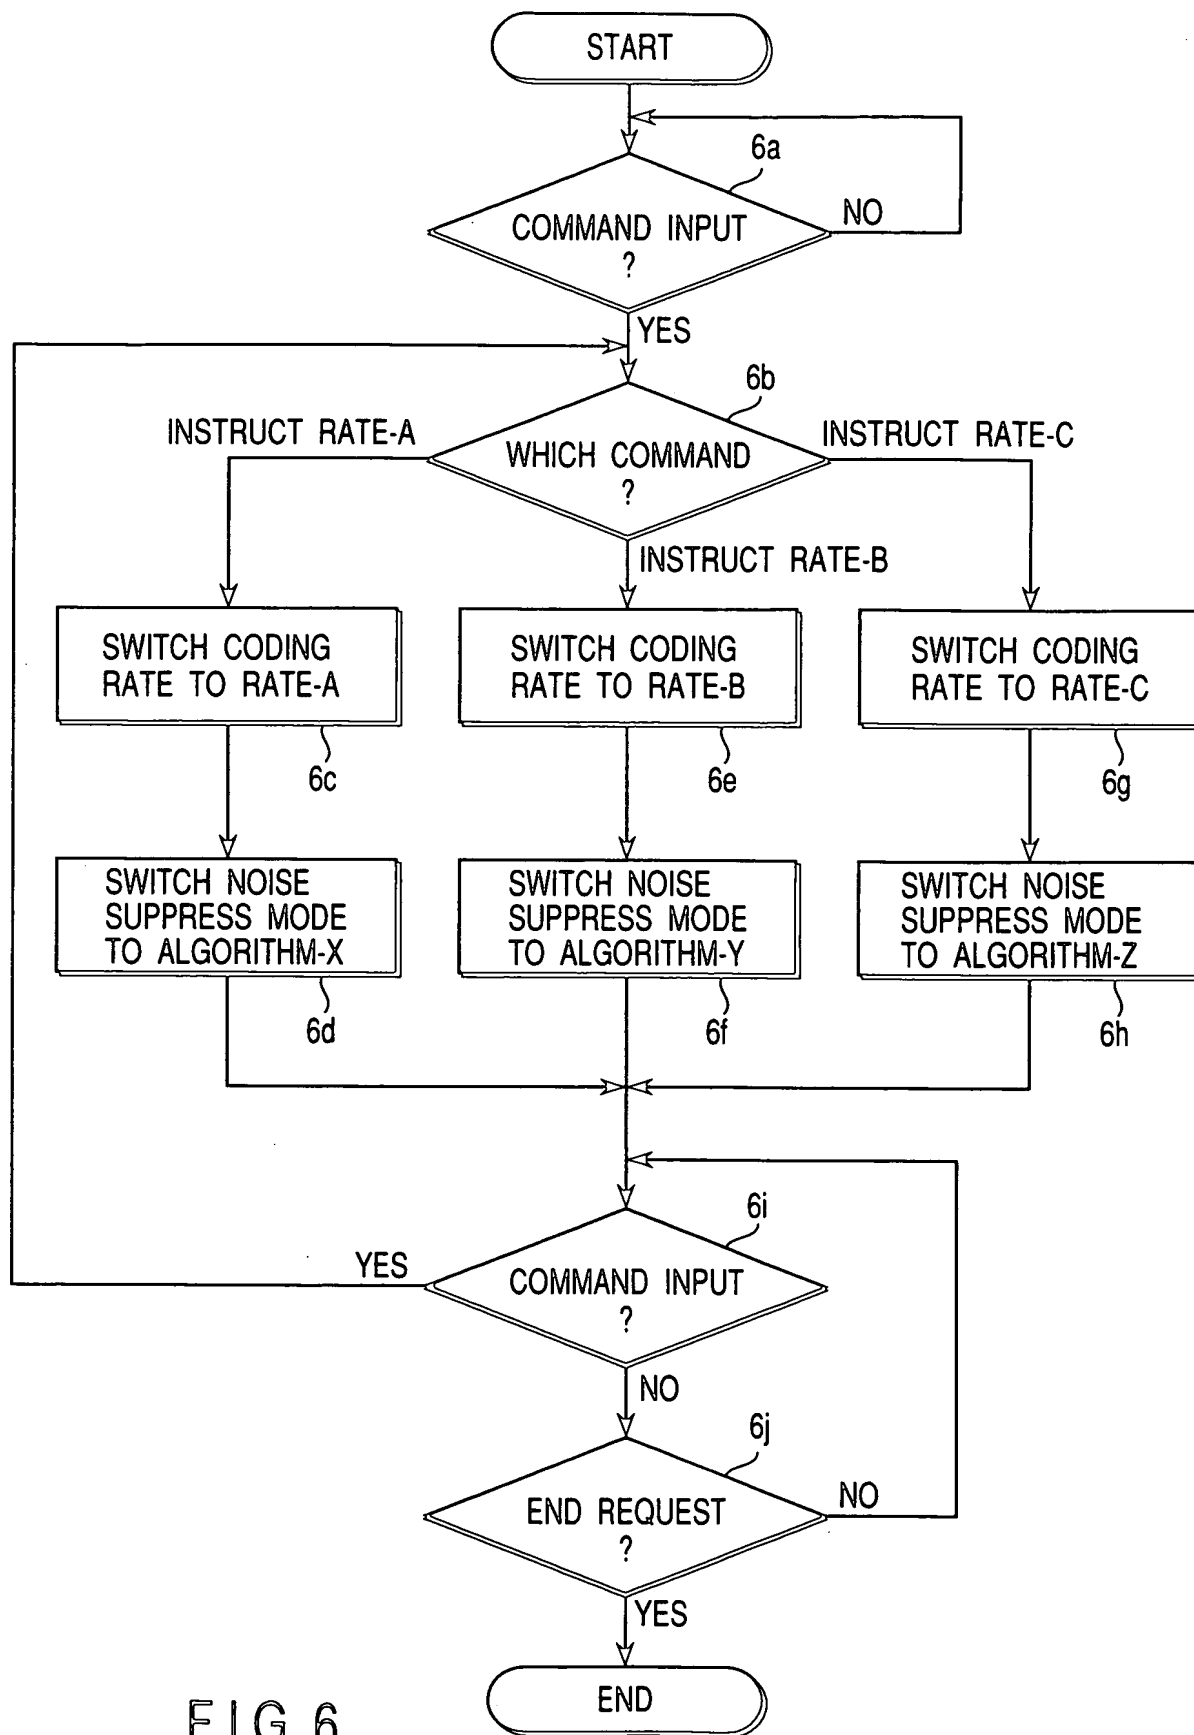 START
6a
COMMAND INPUT
?
NO
YES
6b
INSTRUCT RATE-A
WHICH COMMAND
?
INSTRUCT RATE-C
INSTRUCT RATE-B
SWITCH CODING
RATE TO RATE-A
6c
SWITCH CODING
RATE TO RATE-B
6e
SWITCH CODING
RATE TO RATE-C
6g
SWITCH NOISE
SUPPRESS MODE
TO ALGORITHM-X
6d
SWITCH NOISE
SUPPRESS MODE
TO ALGORITHM-Y
6f
SWITCH NOISE
SUPPRESS MODE
TO ALGORITHM-Z
6h
6i
YES
COMMAND INPUT
?
NO
6j
END REQUEST
?
NO
YES
END
FIG. 6